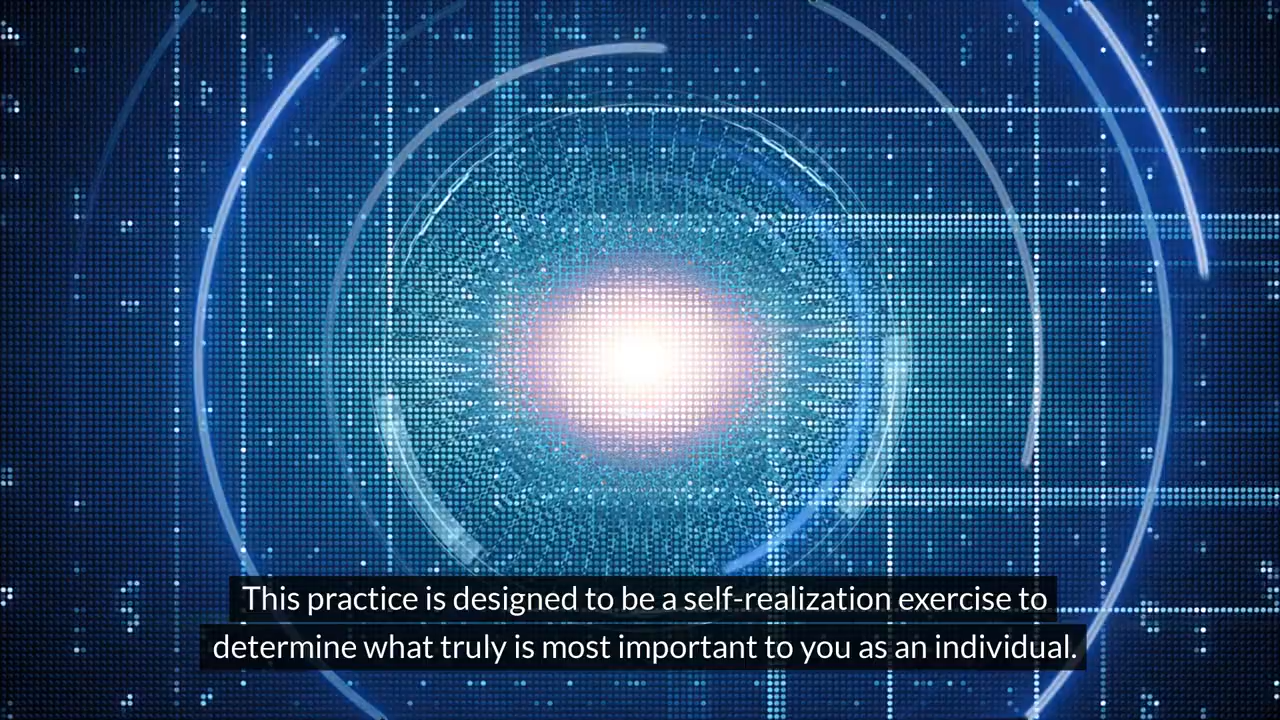 This practice is designed to be a self-realization exercise to
determine what truly is most important to you as an individual.